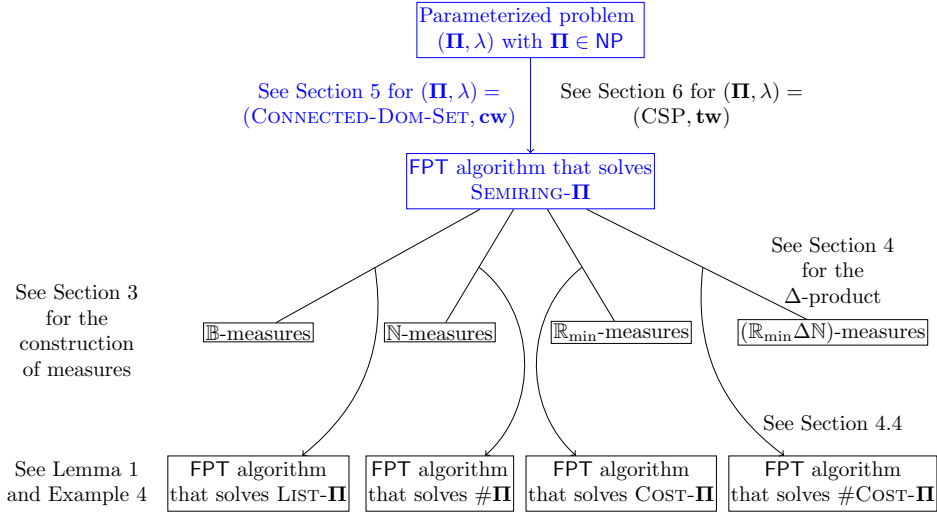 Parameterized problem
(Π, λ) with Π ∈ NP
See Section 5 for (Π, λ) =
(CONNECTED-DOM-SET, cw)
See Section 6 for (Π, λ) =
(CSP, tw)
FPT algorithm that solves
SEMIRING-Π
See Section 4
for the
Δ-product
See Section 3
for the
construction
of measures
𝔹-measures
ℕ-measures
ℝmin-measures
(ℝminΔℕ)-measures
See Section 4.4
See Lemma 1
and Example 4
FPT algorithm
that solves LIST-Π
FPT algorithm
that solves #Π
FPT algorithm
that solves COST-Π
FPT algorithm
that solves #COST-Π